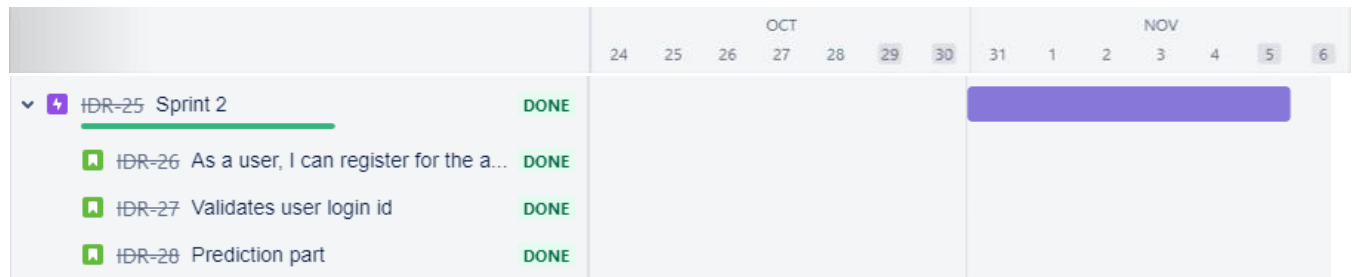 OCT NOV
24 25 26 27 28 29 30 31 1 2 3 4 5 6
IDR-25 Sprint 2 DONE
IDR-26 As a user, I can register for the a... DONE
IDR-27 Validates user login id DONE
IDR-28 Prediction part DONE